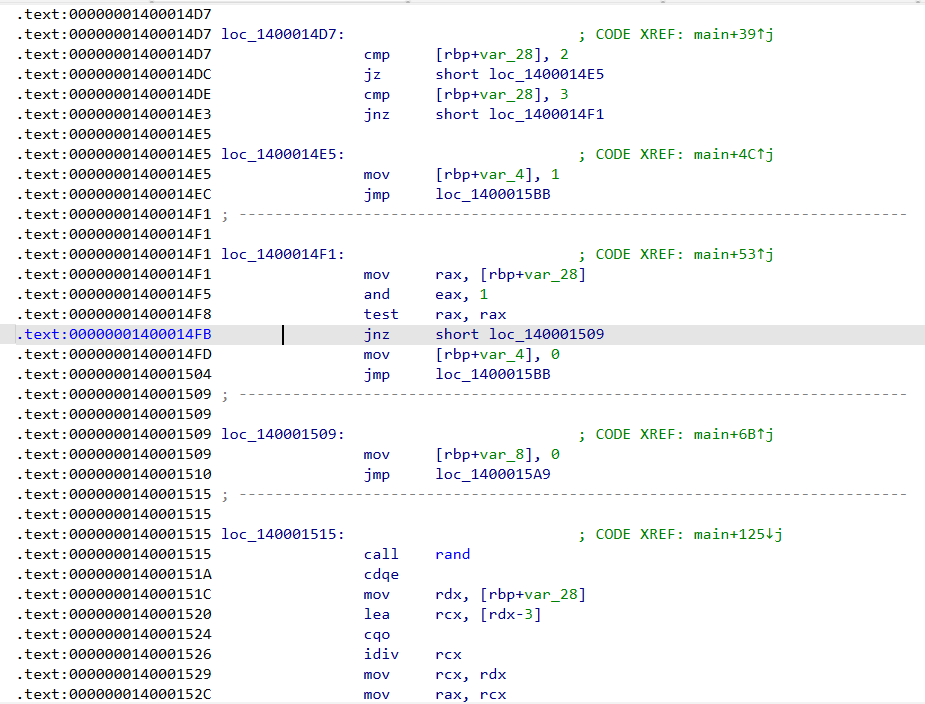 .text:00000001400014D7
.text:00000001400014D7 loc_1400014D7: ; CODE XREF: main+39↑j
.text:00000001400014D7 cmp [rbp+var_28], 2
.text:00000001400014DC jz short loc_1400014E5
.text:00000001400014DE cmp [rbp+var_28], 3
.text:00000001400014E3 jnz short loc_1400014F1
.text:00000001400014E5
.text:00000001400014E5 loc_1400014E5: ; CODE XREF: main+4C↑j
.text:00000001400014E5 mov [rbp+var_4], 1
.text:00000001400014EC jmp loc_1400015BB
.text:00000001400014F1 ; ---------------------------------------------------------------------------
.text:00000001400014F1
.text:00000001400014F1 loc_1400014F1: ; CODE XREF: main+53↑j
.text:00000001400014F1 mov rax, [rbp+var_28]
.text:00000001400014F5 and eax, 1
.text:00000001400014F8 test rax, rax
.text:00000001400014FB jnz short loc_140001509
.text:00000001400014FD mov [rbp+var_4], 0
.text:0000000140001504 jmp loc_1400015BB
.text:0000000140001509 ; ---------------------------------------------------------------------------
.text:0000000140001509
.text:0000000140001509 loc_140001509: ; CODE XREF: main+6B↑j
.text:0000000140001509 mov [rbp+var_8], 0
.text:0000000140001510 jmp loc_1400015A9
.text:0000000140001515 ; ---------------------------------------------------------------------------
.text:0000000140001515
.text:0000000140001515 loc_140001515: ; CODE XREF: main+125↓j
.text:0000000140001515 call rand
.text:000000014000151A cdqe
.text:000000014000151C mov rdx, [rbp+var_28]
.text:0000000140001520 lea rcx, [rdx-3]
.text:0000000140001524 cqo
.text:0000000140001526 idiv rcx
.text:0000000140001529 mov rcx, rdx
.text:000000014000152C mov rax, rcx